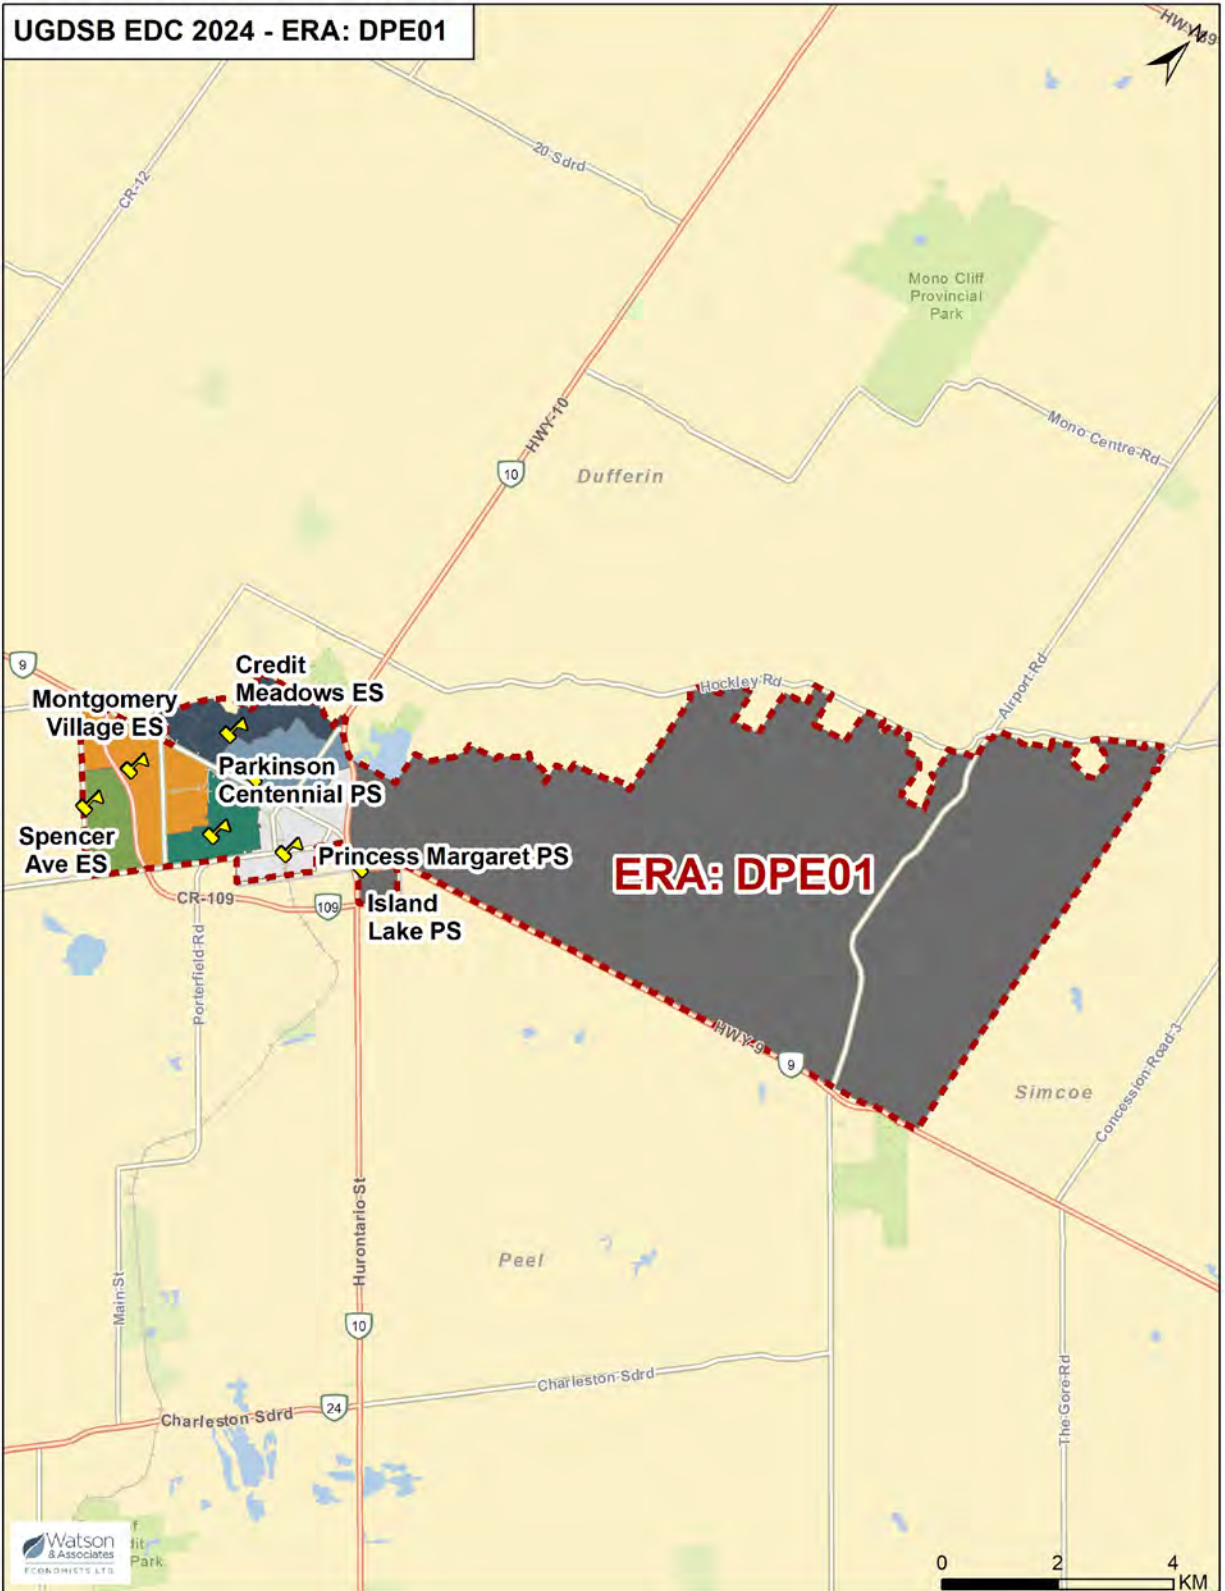 UGDSB EDC 2024 - ERA: DPE01
N
20 Sdrd
CR-12
Mono Cliff
Provincial
Park
HWY-10
Mono Centre Rd
10
Dufferin
Airport Rd
9
Credit
Meadows ES
Hockley Rd
Montgomery
Village ES
Parkinson
Centennial PS
Spencer
Ave ES
Princess Margaret PS
ERA: DPE01
CR-109
109
Island
Lake PS
Porterfield Rd
HWY-9
9
Simcoe
Concession Road 3
Hurontario St
Peel
Main St
10
Charleston Sdrd
24
Charleston Sdrd
The Gore Rd
Park
Watson
& Associates
ECONOMISTS LTD.
0 2 4
KM